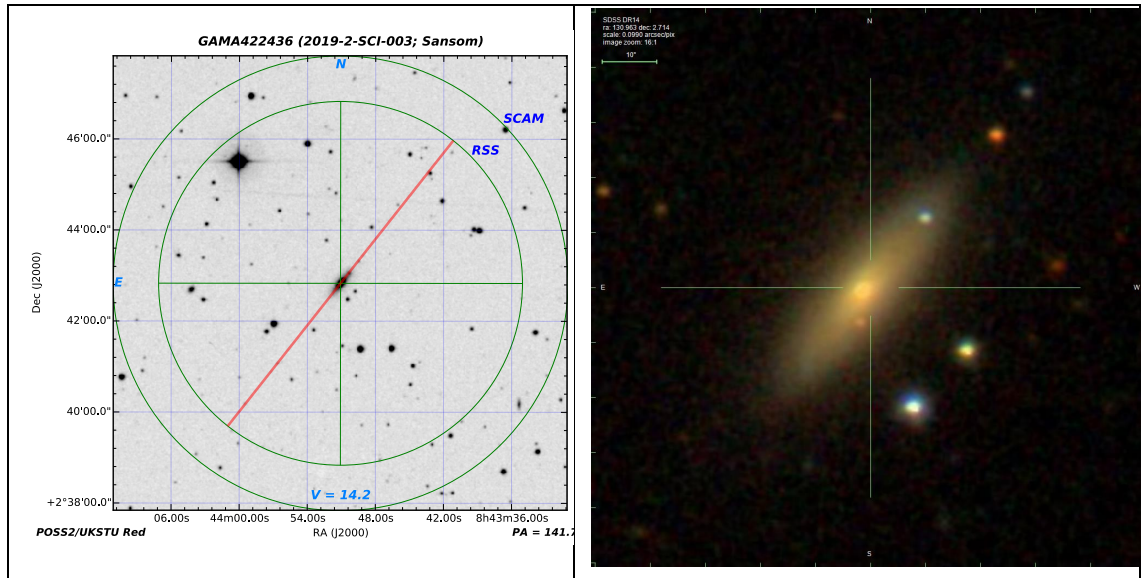 GAMA422436 (2019-2-SCI-003; Sansom)
N
SCAM
RSS
46'00.0"
44'00.0"
E
Dec (J2000)
42'00.0"
40'00.0"
+2°38'00.0"
V = 14.2
06.00s
44m00.00s
54.00s
48.00s
42.00s
8h43m36.00s
POSS2/UKSTU Red
RA (J2000)
PA = 141.7
SDSS DR14
ra: 130.963 dec: 2.714
scale: 0.0990 arcsec/pix
image zoom: 16:1
10"
N
E
W
S